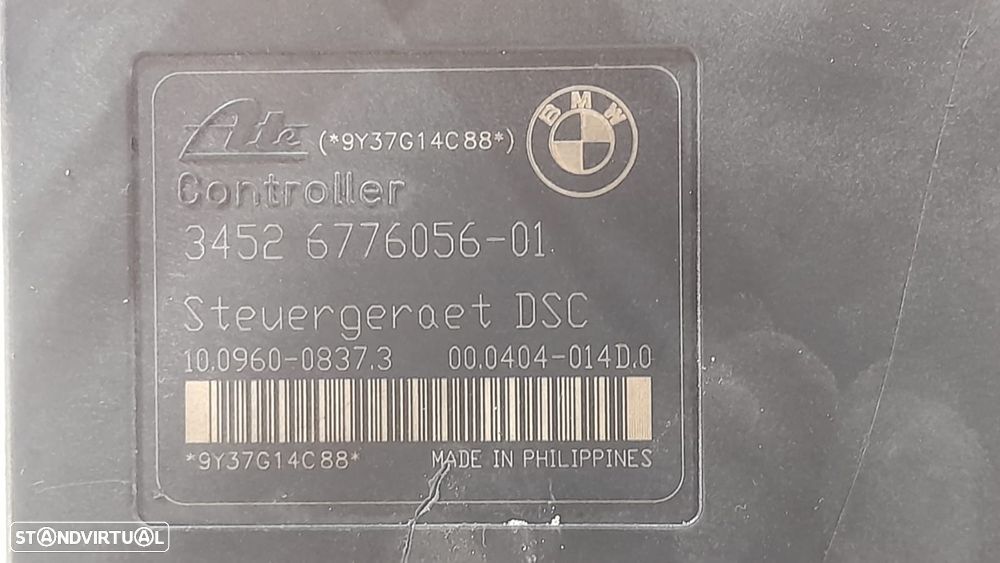 Ate (*9Y37G14C88*)
BMW
Controller
3452 6776056-01
Steuergeraet DSC
10.0960-0837.3 00.0404-014D.0
*9Y37G14C88* MADE IN PHILIPPINES
STANDVIRTUAL